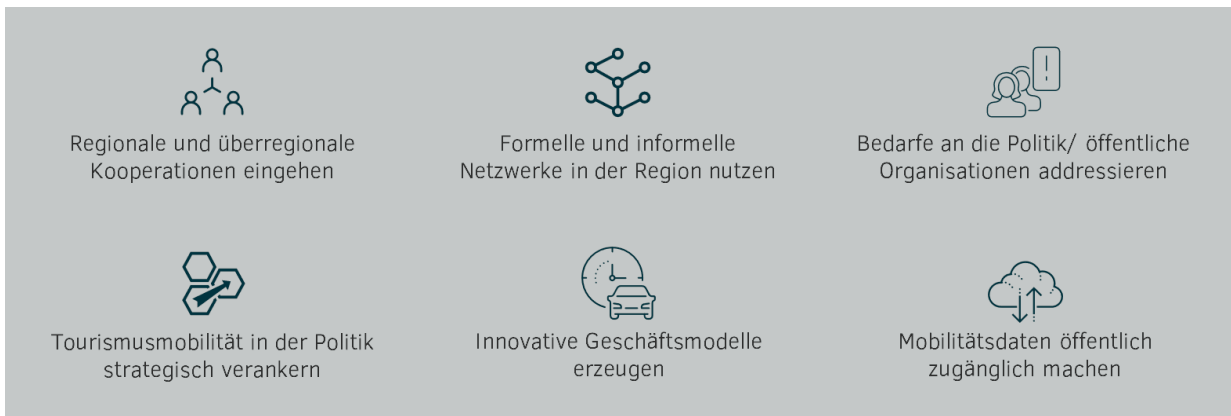 Regionale und überregionale
Kooperationen eingehen
Formelle und informelle
Netzwerke in der Region nutzen
Bedarfe an die Politik/ öffentliche
Organisationen addressieren
Tourismusmobilität in der Politik
strategisch verankern
Innovative Geschäftsmodelle
erzeugen
Mobilitätsdaten öffentlich
zugänglich machen